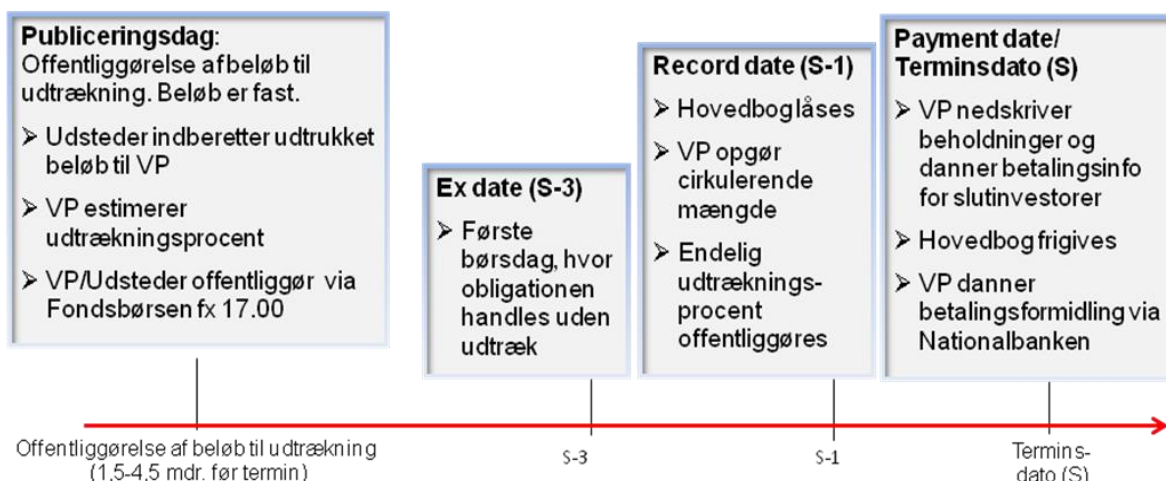 Publiceringsdag:
Offentliggørelse af beløb til
udtrækning. Beløb er fast.
➢ Udsteder indberetter udtrukket
beløb til VP
➢ VP estimerer
udtrækningsprocent
➢ VP/Udsteder offentliggør via
Fondsbørsen fx 17.00
Ex date (S-3)
➢ Første
børsdag, hvor
obligationen
handles uden
udtræk
Record date (S-1)
➢ Hovedbog låses
➢ VP opgør
cirkulerende
mængde
➢ Endelig
udtræknings-
procent
offentliggøres
Payment date/
Terminsdato (S)
➢ VP nedskriver
beholdninger og
danner betalingsinfo
for slutinvestorer
➢ Hovedbog frigives
➢ VP danner
betalingsformidling via
Nationalbanken
Offentliggørelse af beløb til udtrækning
(1,5-4,5 mdr. før termin)
S-3
S-1
Termins-
dato (S)